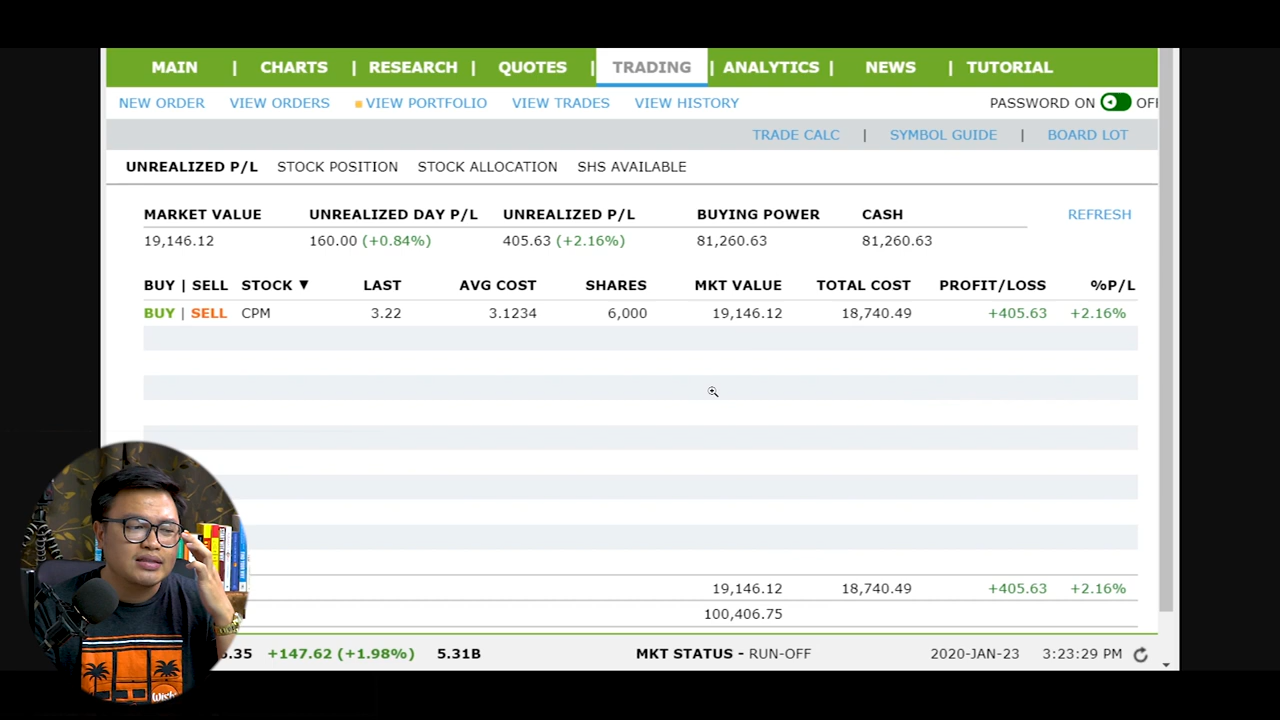 MAIN | CHARTS | RESEARCH | QUOTES | TRADING | ANALYTICS | NEWS | TUTORIAL
NEW ORDER VIEW ORDERS VIEW PORTFOLIO VIEW TRADES VIEW HISTORY PASSWORD ON OFF
TRADE CALC | SYMBOL GUIDE | BOARD LOT
UNREALIZED P/L STOCK POSITION STOCK ALLOCATION SHS AVAILABLE
MARKET VALUE UNREALIZED DAY P/L UNREALIZED P/L BUYING POWER CASH REFRESH
19,146.12 160.00 (+0.84%) 405.63 (+2.16%) 81,260.63 81,260.63
BUY | SELL STOCK ▼ LAST AVG COST SHARES MKT VALUE TOTAL COST PROFIT/LOSS %P/L
BUY | SELL CPM 3.22 3.1234 6,000 19,146.12 18,740.49 +405.63 +2.16%
19,146.12 18,740.49 +405.63 +2.16%
100,406.75
5.35 +147.62 (+1.98%) 5.31B MKT STATUS - RUN-OFF 2020-JAN-23 3:23:29 PM